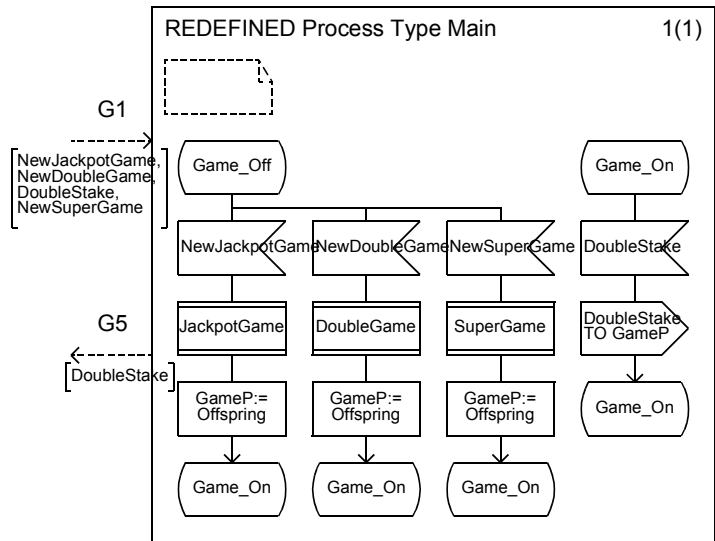 REDEFINED Process Type Main
1(1)
G1
[NewJackpotGame,
NewDoubleGame,
DoubleStake,
NewSuperGame]
Game_Off
Game_On
NewJackpotGame
NewDoubleGame
NewSuperGame
DoubleStake
JackpotGame
DoubleGame
SuperGame
DoubleStake
TO GameP
G5
[DoubleStake]
GameP:=
Offspring
GameP:=
Offspring
GameP:=
Offspring
Game_On
Game_On
Game_On
Game_On